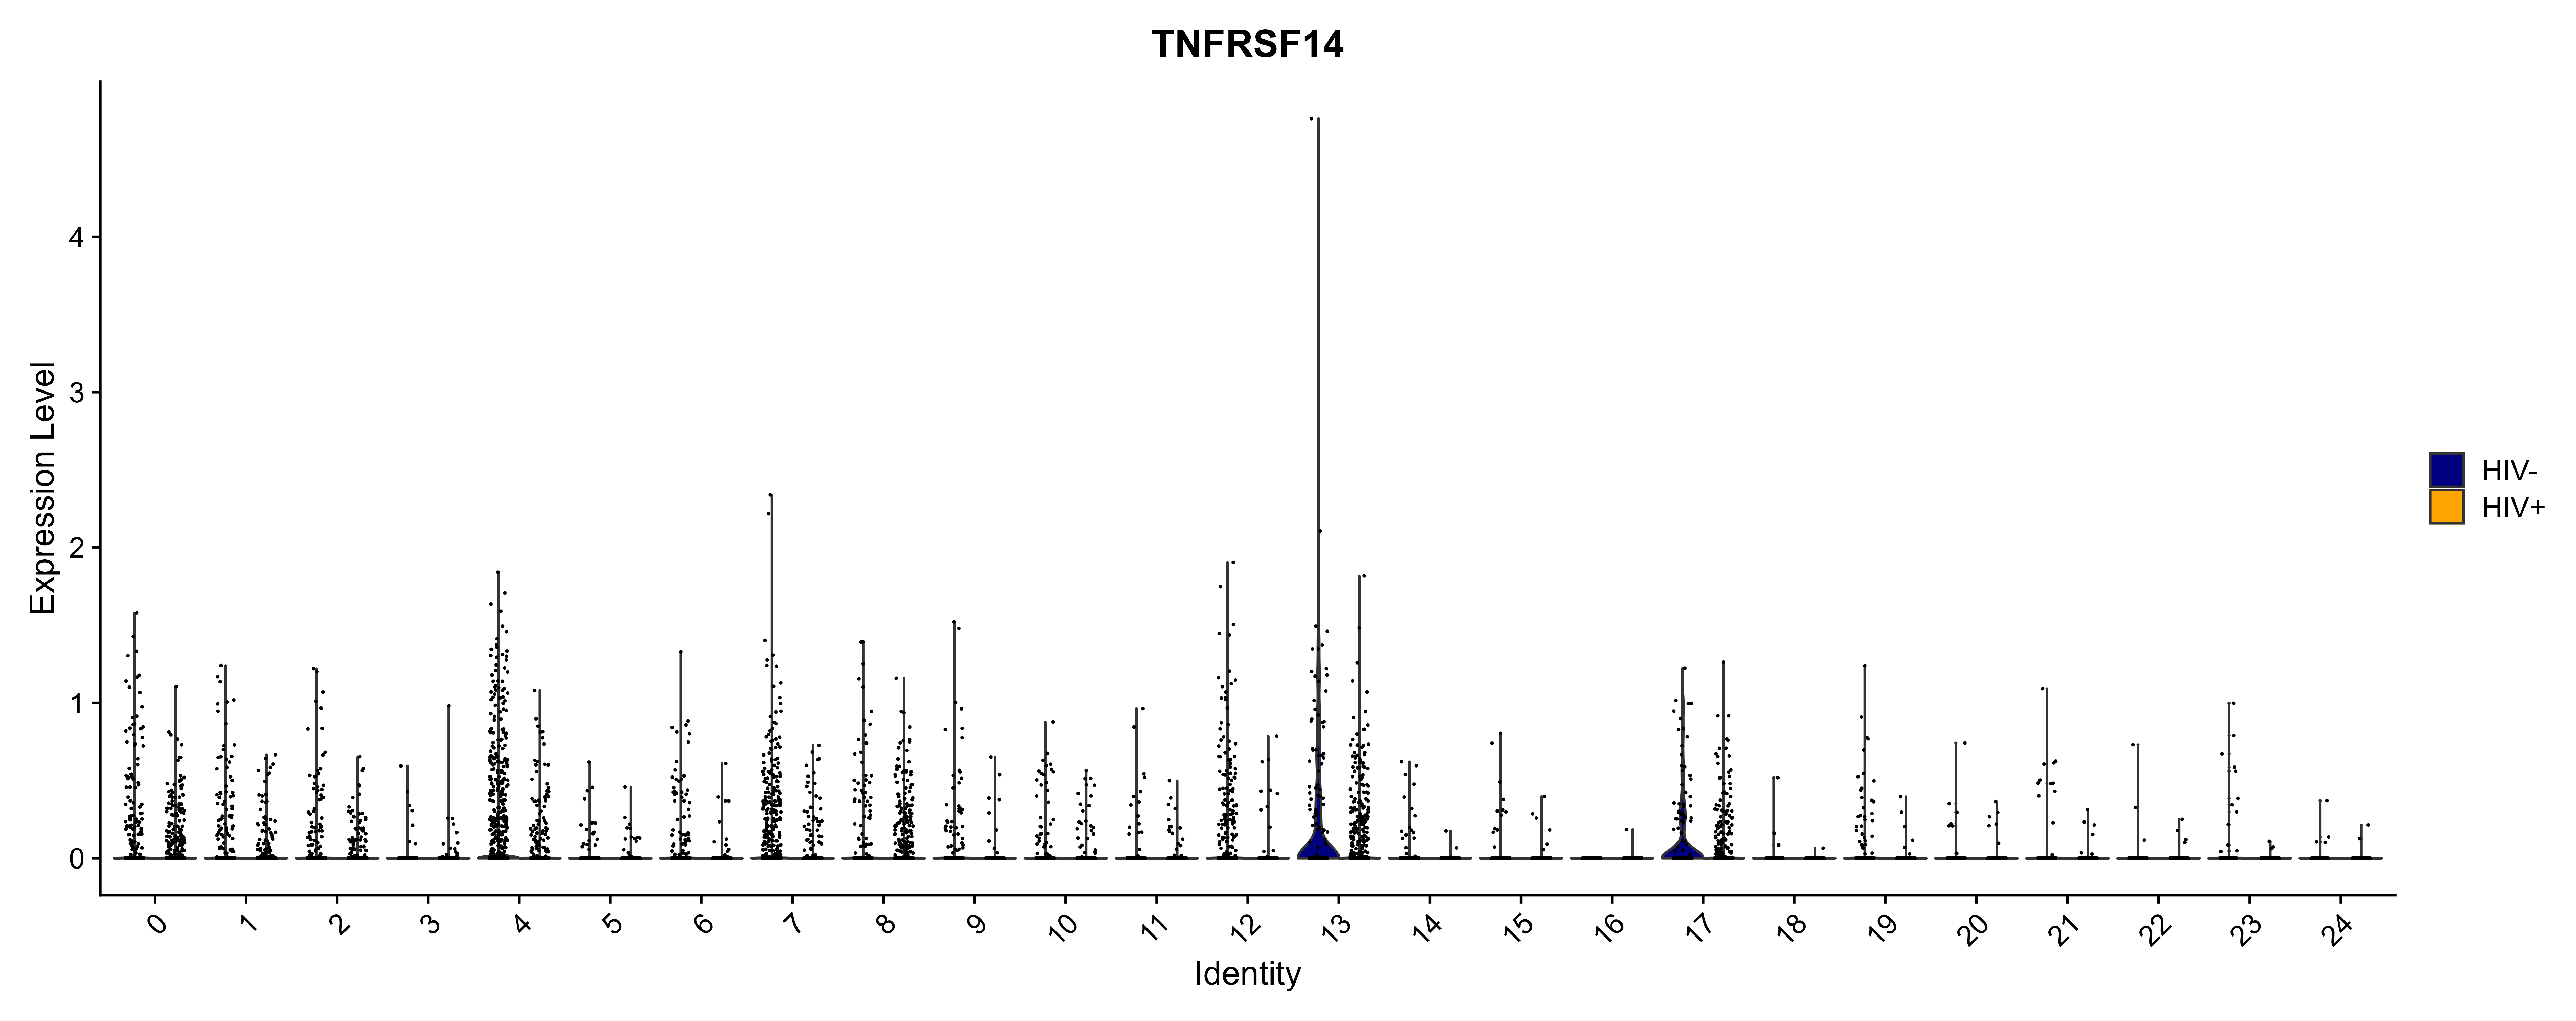 TNFRSF14
Expression Level
4
3
2
1
0
0 1 2 3 4 5 6 7 8 9 10 11 12 13 14 15 16 17 18 19 20 21 22 23 24
Identity
HIV-
HIV+